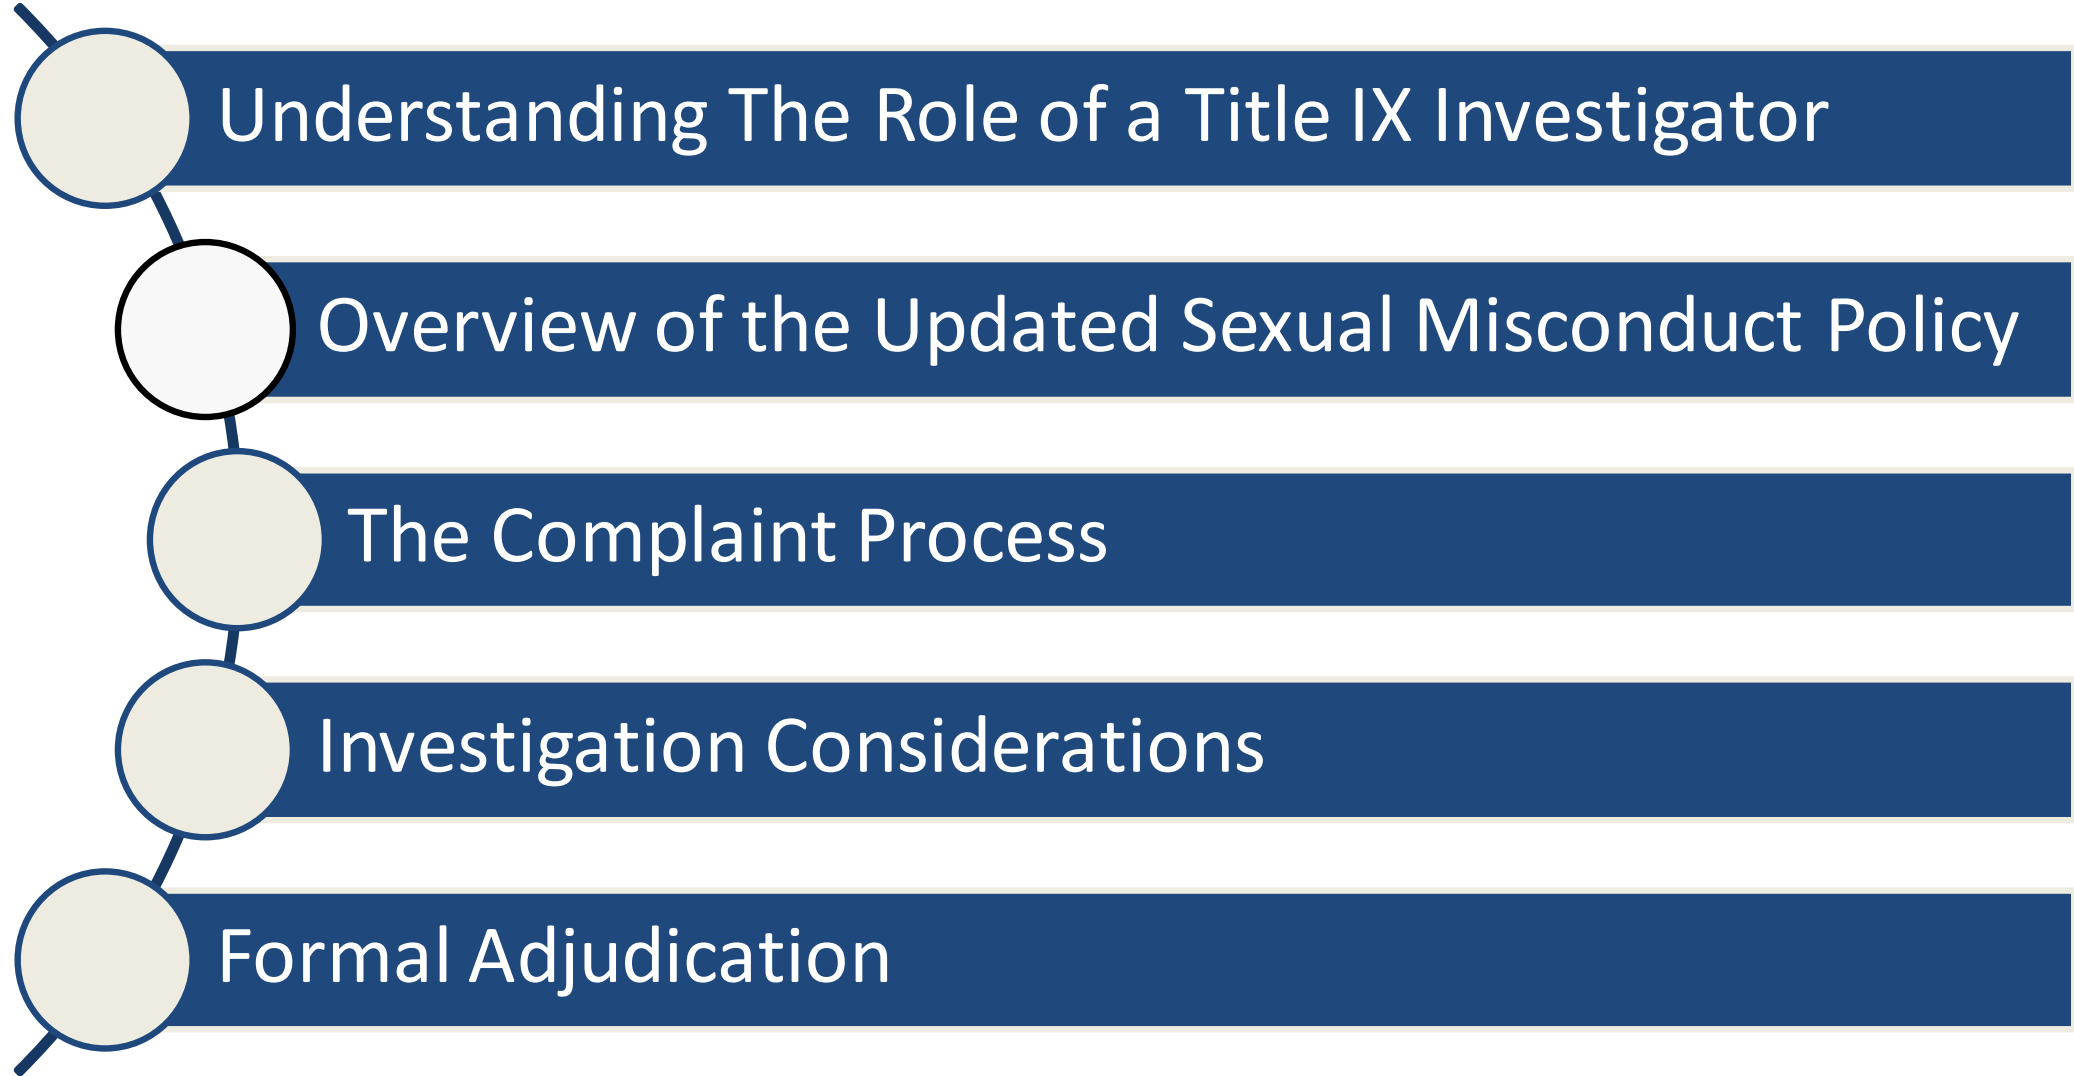 Understanding The Role of a Title IX Investigator
Overview of the Updated Sexual Misconduct Policy
The Complaint Process
Investigation Considerations
Formal Adjudication